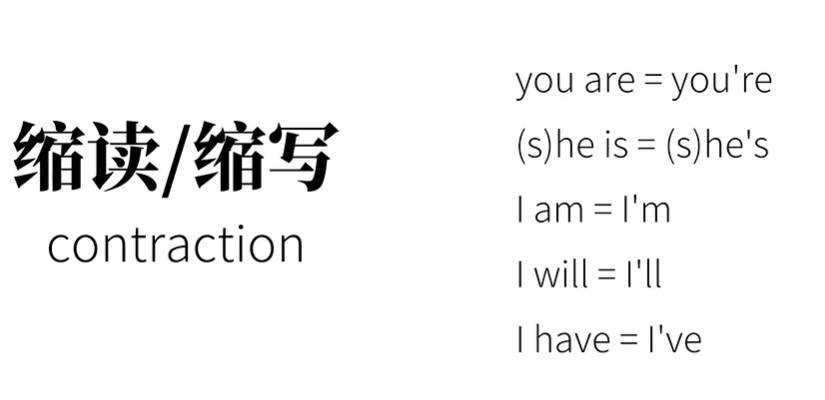 缩读/缩写
contraction
you are = you're
(s)he is = (s)he's
I am = I'm
I will = I'll
I have = I've